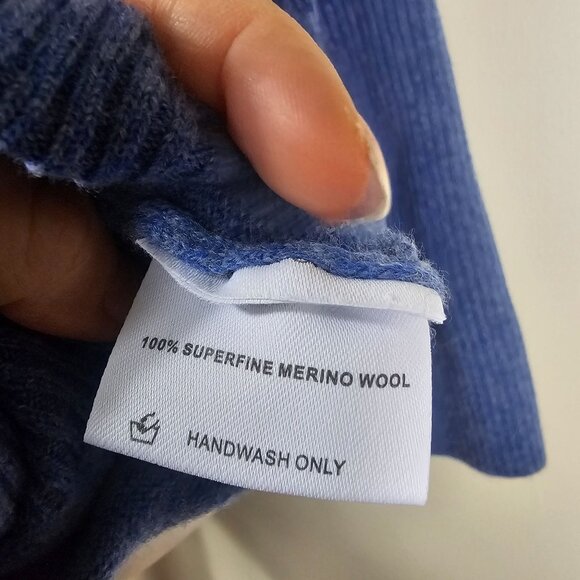 100% SUPERFINE MERINO WOOL
HANDWASH ONLY